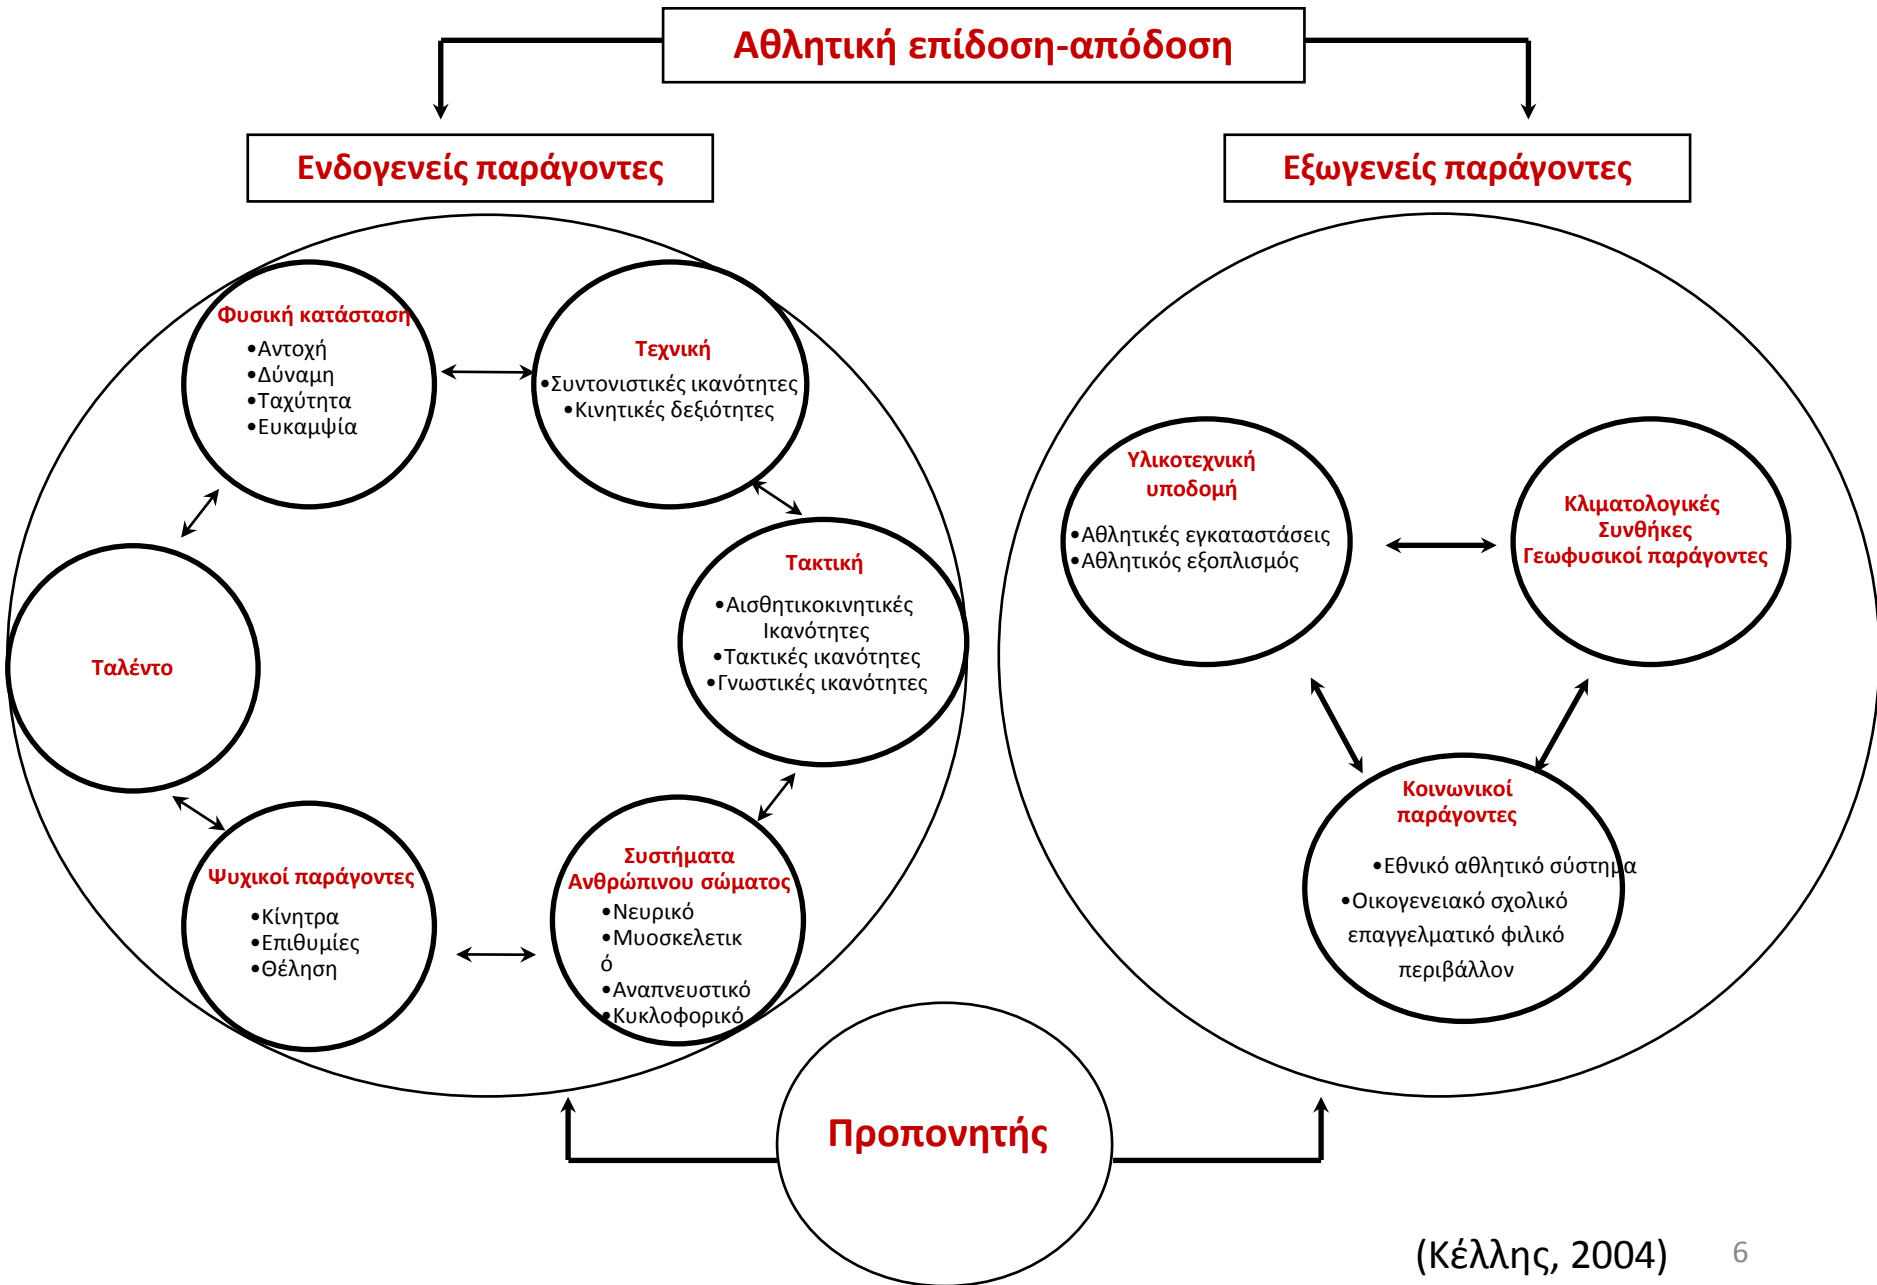 Αθλητική επίδοση-απόδοση
Ενδογενείς παράγοντες
Εξωγενείς παράγοντες
Φυσική κατάσταση
•Αντοχή
•Δύναμη
•Ταχύτητα
•Ευκαμψία
Τεχνική
•Συντονιστικές ικανότητες
•Κινητικές δεξιότητες
Τακτική
•Αισθητικοκινητικές
Ικανότητες
•Τακτικές ικανότητες
•Γνωστικές ικανότητες
Ταλέντο
Ψυχικοί παράγοντες
•Κίνητρα
•Επιθυμίες
•Θέληση
Συστήματα
Ανθρώπινου σώματος
•Νευρικό
•Μυοσκελετικ
ό
•Αναπνευστικό
•Κυκλοφορικό
Υλικοτεχνική
υποδομή
•Αθλητικές εγκαταστάσεις
•Αθλητικός εξοπλισμός
Κλιματολογικές
Συνθήκες
Γεωφυσικοί παράγοντες
Κοινωνικοί
παράγοντες
•Εθνικό αθλητικό σύστημα
•Οικογενειακό σχολικό
επαγγελματικό φιλικό
περιβάλλον
Προπονητής
(Κέλλης, 2004)
6